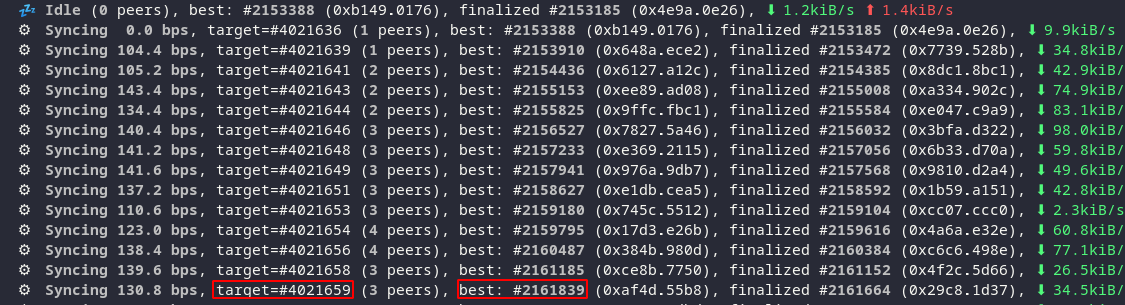 💤 Idle (0 peers), best: #2153388 (0xb149.0176), finalized #2153185 (0x4e9a.0e26), ⬇ 1.2kiB/s ⬆ 1.4kiB/s
⚙ Syncing 0.0 bps, target=#4021636 (1 peers), best: #2153388 (0xb149.0176), finalized #2153185 (0x4e9a.0e26), ⬇ 9.9kiB/s
⚙ Syncing 104.4 bps, target=#4021639 (1 peers), best: #2153910 (0x648a.ece2), finalized #2153472 (0x7739.528b), ⬇ 34.8kiB/
⚙ Syncing 105.2 bps, target=#4021641 (2 peers), best: #2154436 (0x6127.a12c), finalized #2154385 (0x8dc1.8bc1), ⬇ 42.9kiB/
⚙ Syncing 143.4 bps, target=#4021643 (2 peers), best: #2155153 (0xee89.ad08), finalized #2155008 (0xa334.902c), ⬇ 74.9kiB/
⚙ Syncing 134.4 bps, target=#4021644 (2 peers), best: #2155825 (0x9ffc.fbc1), finalized #2155584 (0xe047.c9a9), ⬇ 83.1kiB/
⚙ Syncing 140.4 bps, target=#4021646 (3 peers), best: #2156527 (0x7827.5a46), finalized #2156032 (0x3bfa.d322), ⬇ 98.0kiB/
⚙ Syncing 141.2 bps, target=#4021648 (3 peers), best: #2157233 (0xe369.2115), finalized #2157056 (0x6b33.d70a), ⬇ 59.8kiB/
⚙ Syncing 141.6 bps, target=#4021649 (3 peers), best: #2157941 (0x976a.9db7), finalized #2157568 (0x9810.d2a4), ⬇ 49.6kiB/
⚙ Syncing 137.2 bps, target=#4021651 (3 peers), best: #2158627 (0xe1db.cea5), finalized #2158592 (0x1b59.a151), ⬇ 42.8kiB/
⚙ Syncing 110.6 bps, target=#4021653 (3 peers), best: #2159180 (0x745c.5512), finalized #2159104 (0xcc07.ccc0), ⬇ 2.3kiB/s
⚙ Syncing 123.0 bps, target=#4021654 (4 peers), best: #2159795 (0x17d3.e26b), finalized #2159616 (0x4a6a.e32e), ⬇ 60.8kiB/
⚙ Syncing 138.4 bps, target=#4021656 (4 peers), best: #2160487 (0x384b.980d), finalized #2160384 (0xc6c6.498e), ⬇ 77.1kiB/
⚙ Syncing 139.6 bps, target=#4021658 (3 peers), best: #2161185 (0xce8b.7750), finalized #2161152 (0x4f2c.5d66), ⬇ 26.5kiB/
⚙ Syncing 130.8 bps, target=#4021659 (3 peers), best: #2161839 (0xaf4d.55b8), finalized #2161664 (0x29c8.1d37), ⬇ 34.5kiB/